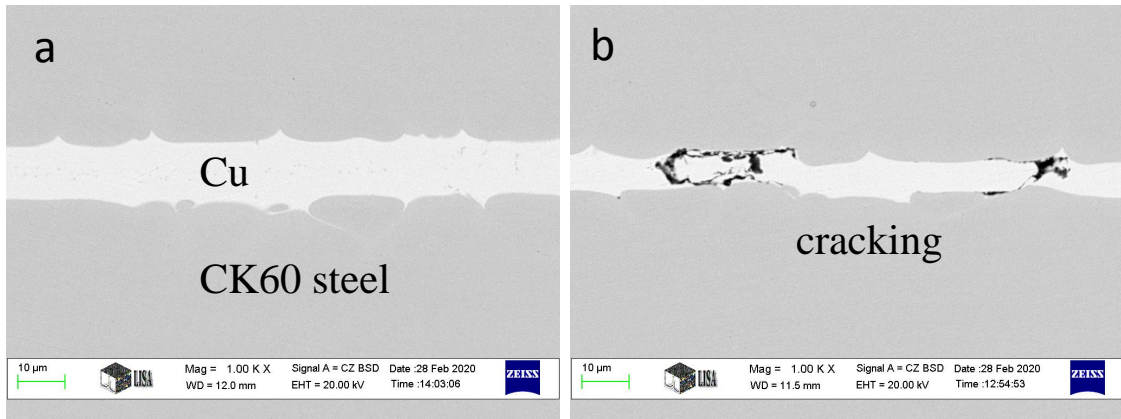 a
Cu
CK60 steel
10 µm
LISA
Mag = 1.00 K X
Signal A = CZ BSD
Date :28 Feb 2020
WD = 12.0 mm
EHT = 20.00 kV
Time :14:03:06
ZEISS
b
cracking
10 µm
LISA
Mag = 1.00 K X
Signal A = CZ BSD
Date :28 Feb 2020
WD = 11.5 mm
EHT = 20.00 kV
Time :12:54:53
ZEISS